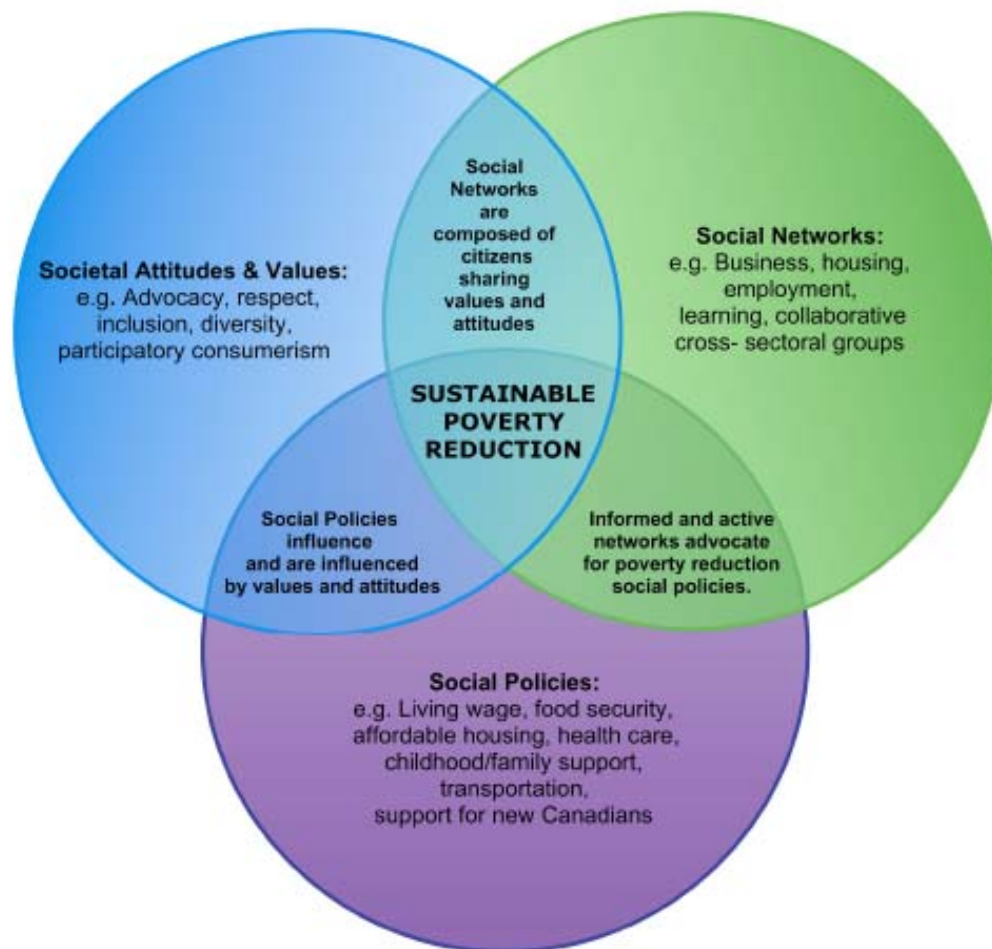 Societal Attitudes & Values:
e.g. Advocacy, respect,
inclusion, diversity,
participatory consumerism
Social
Networks
are
composed of
citizens
sharing
values and
attitudes
Social Networks:
e.g. Business, housing,
employment,
learning, collaborative
cross- sectoral groups
SUSTAINABLE
POVERTY
REDUCTION
Social Policies
influence
and are influenced
by values and attitudes
Informed and active
networks advocate
for poverty reduction
social policies.
Social Policies:
e.g. Living wage, food security,
affordable housing, health care,
childhood/family support,
transportation,
support for new Canadians